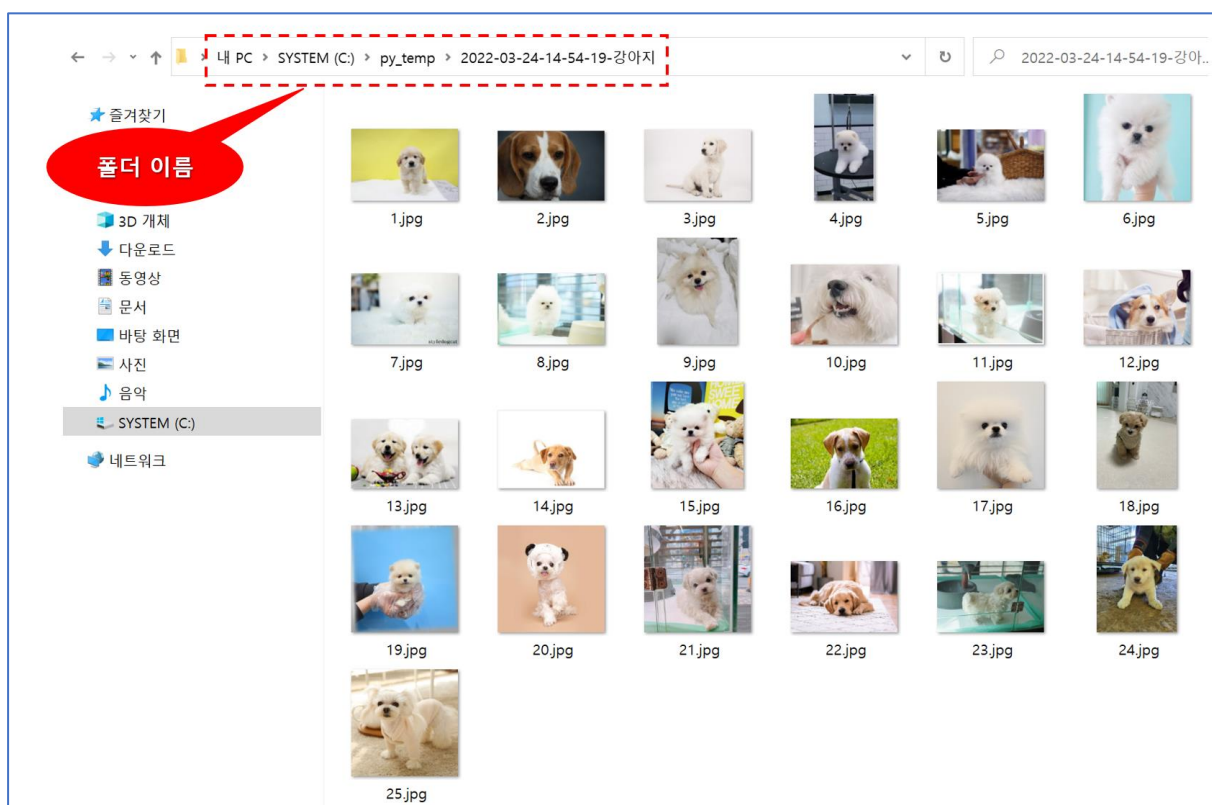 내 PC > SYSTEM (C:) > py_temp > 2022-03-24-14-54-19-강아지
2022-03-24-14-54-19-강아..
즐겨찾기
폴더 이름
3D 개체
다운로드
동영상
문서
바탕 화면
사진
음악
SYSTEM (C:)
네트워크
1.jpg 2.jpg 3.jpg 4.jpg 5.jpg 6.jpg
7.jpg 8.jpg 9.jpg 10.jpg 11.jpg 12.jpg
13.jpg 14.jpg 15.jpg 16.jpg 17.jpg 18.jpg
19.jpg 20.jpg 21.jpg 22.jpg 23.jpg 24.jpg
25.jpg